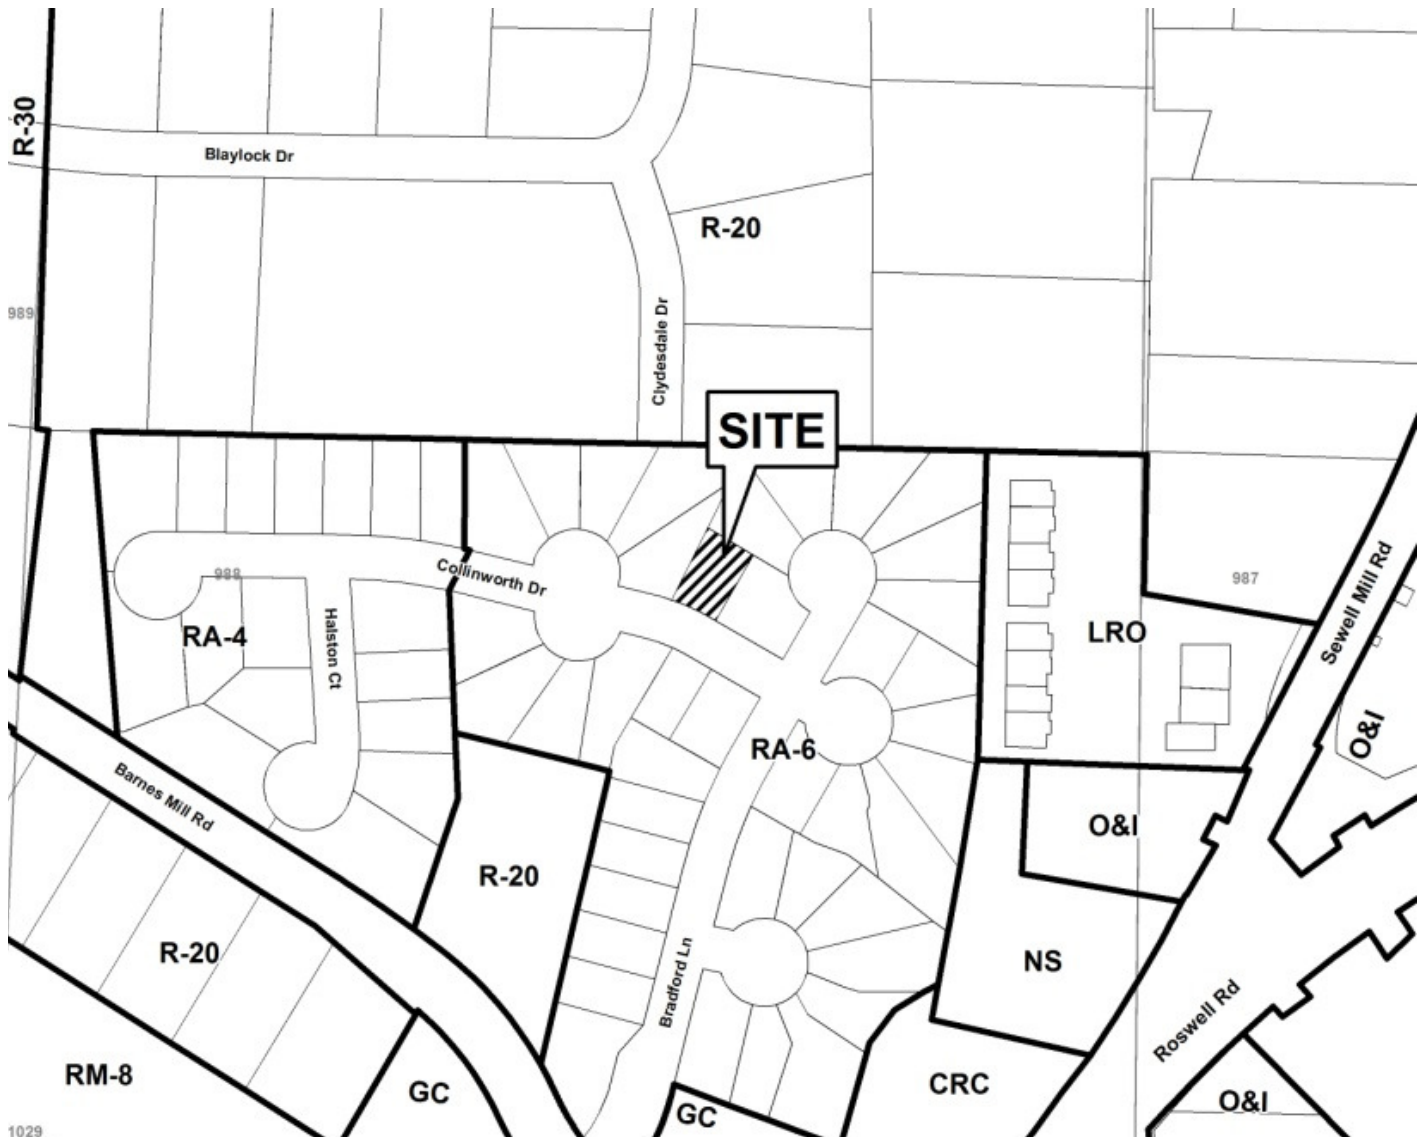 R-30
Blaylock Dr
R-20
989
Clydesdale Dr
SITE
Collinworth Dr
988
987
Halston Ct
RA-4
LRO
Sewell Mill Rd
O&I
RA-6
Barnes Mill Rd
O&I
R-20
R-20
NS
Bradford Ln
Roswell Rd
RM-8
GC
CRC
GC
O&I
1029